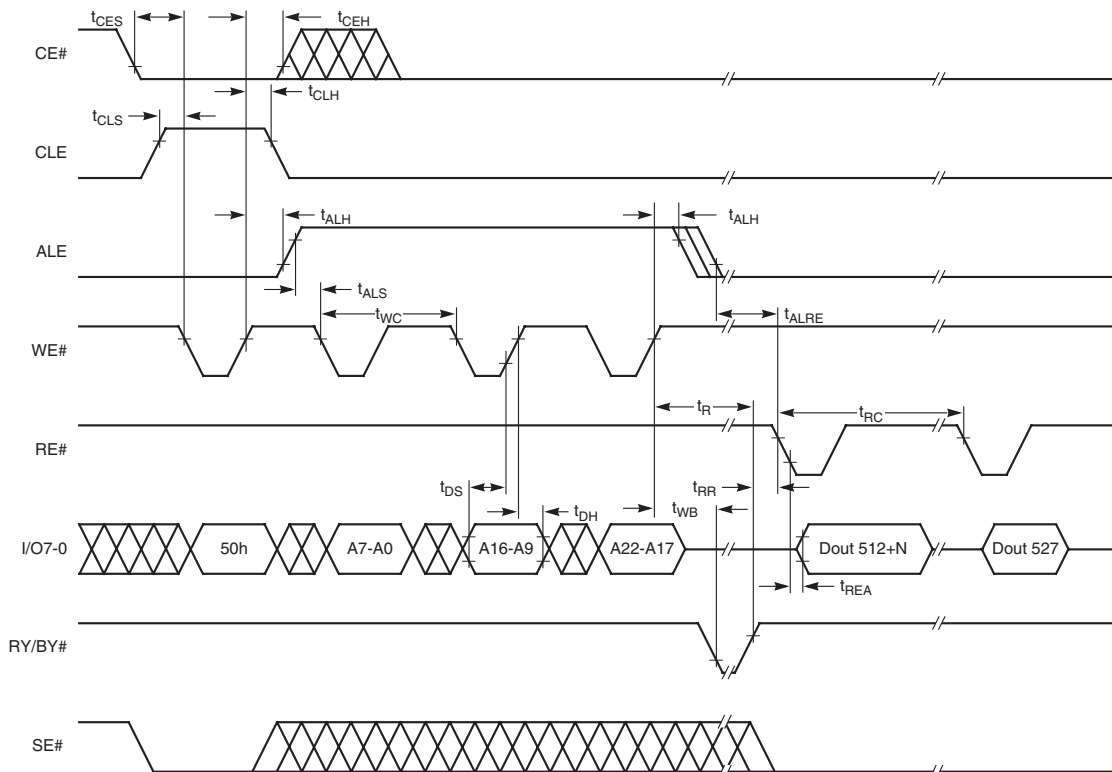 tCES
tCEH
CE#
tCLH
tCLS
CLE
tALH
tALH
ALE
tALS
tWC
tALRE
WE#
tR
tRC
RE#
tDS
tRR
tDH
tWB
I/O7-0
50h
A7-A0
A16-A9
A22-A17
Dout 512+N
Dout 527
tREA
RY/BY#
SE#